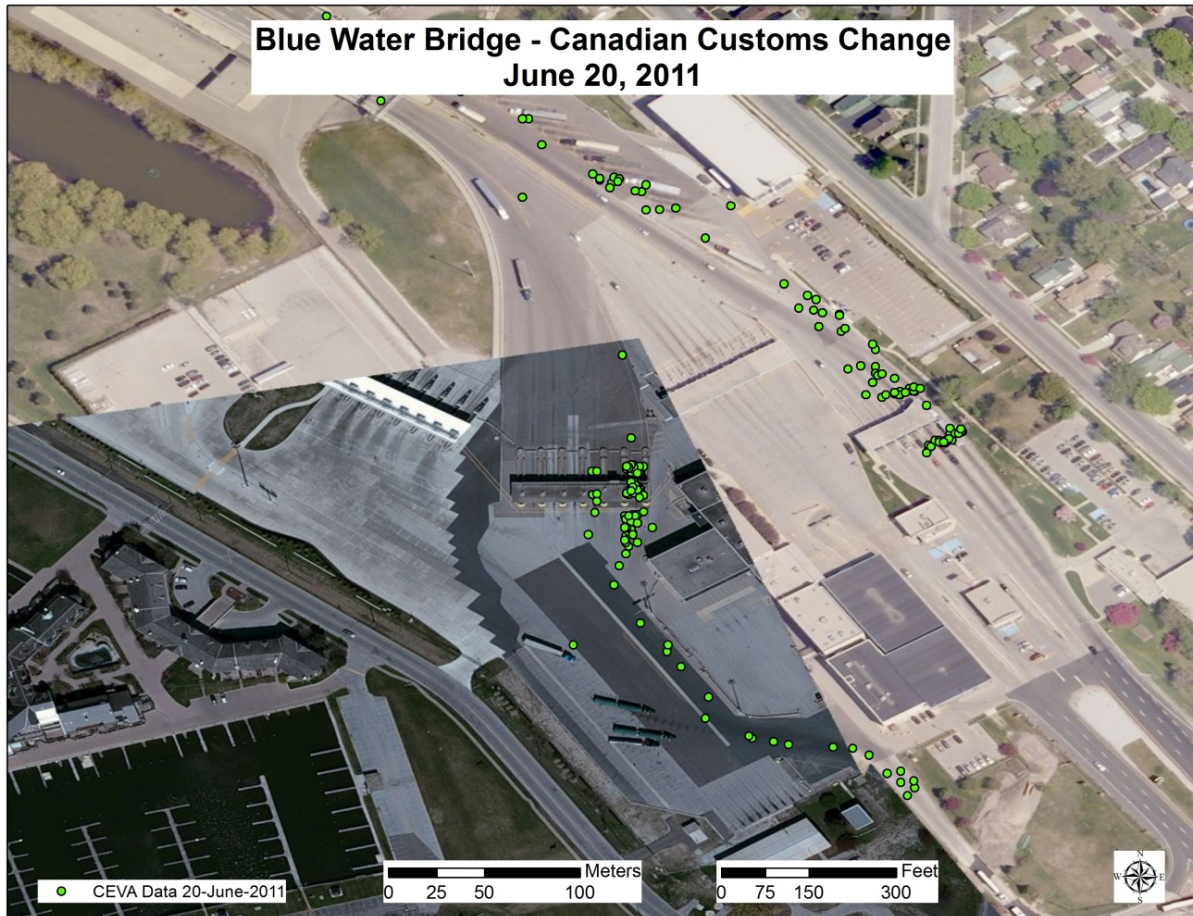 Blue Water Bridge - Canadian Customs Change
June 20, 2011
CEVA Data 20-June-2011
Meters
0 25 50 100
Feet
0 75 150 300
N
W E
S